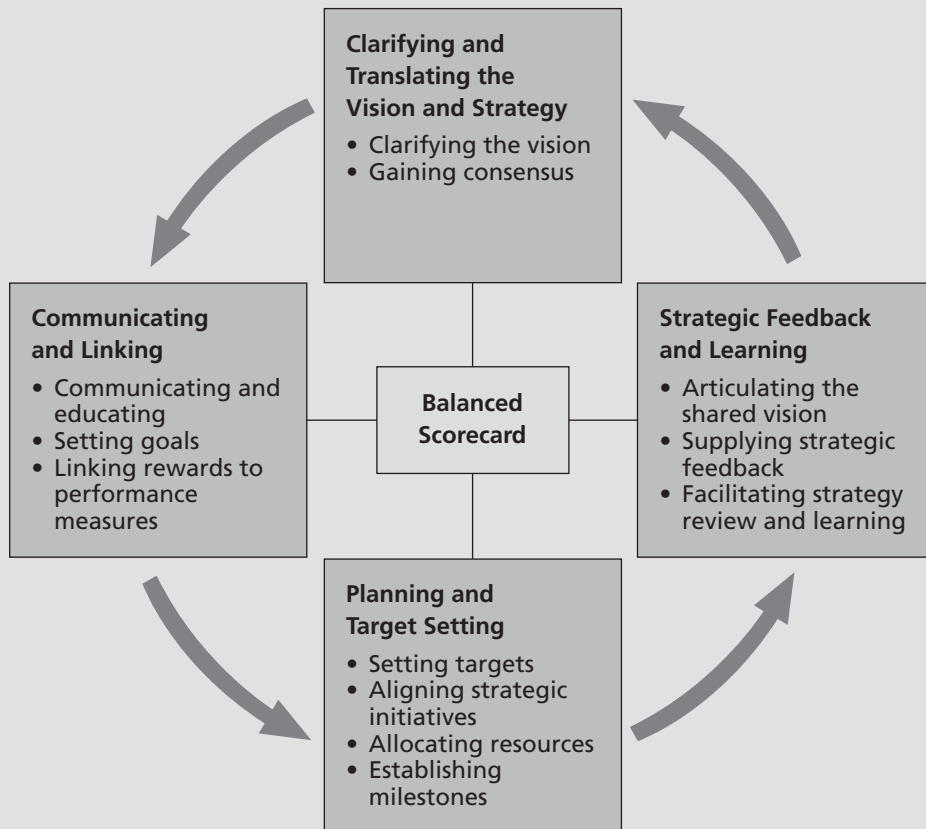 Clarifying and
Translating the
Vision and Strategy
• Clarifying the vision
• Gaining consensus
Communicating
and Linking
• Communicating and
educating
• Setting goals
• Linking rewards to
performance
measures
Balanced
Scorecard
Strategic Feedback
and Learning
• Articulating the
shared vision
• Supplying strategic
feedback
• Facilitating strategy
review and learning
Planning and
Target Setting
• Setting targets
• Aligning strategic
initiatives
• Allocating resources
• Establishing
milestones